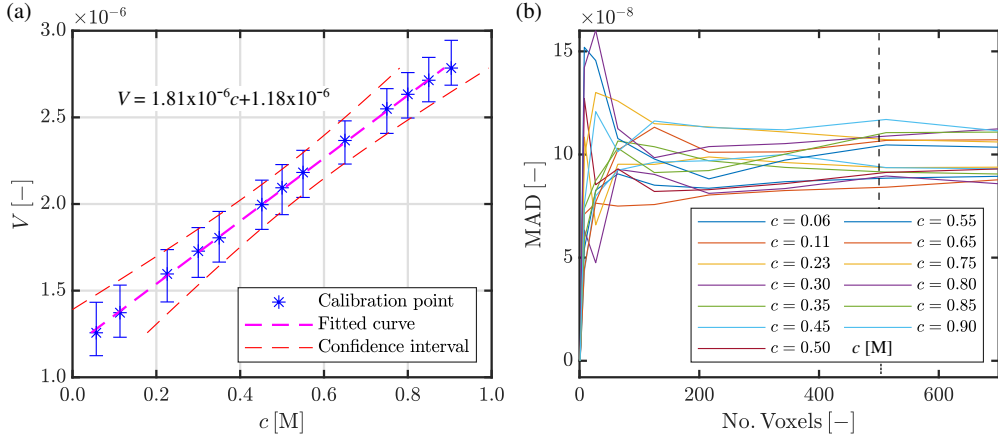 (a)
×10⁻⁶
3.0
2.5
2.0
1.5
1.0
V [−]
V = 1.81x10⁻⁶c+1.18x10⁻⁶
Calibration point
Fitted curve
Confidence interval
0.0 0.2 0.4 0.6 0.8 1.0
c [M]
(b)
×10⁻⁸
15
10
5
0
MAD [−]
c = 0.06 c = 0.55
c = 0.11 c = 0.65
c = 0.23 c = 0.75
c = 0.30 c = 0.80
c = 0.35 c = 0.85
c = 0.45 c = 0.90
c = 0.50 c [M]
0 200 400 600
No. Voxels [−]